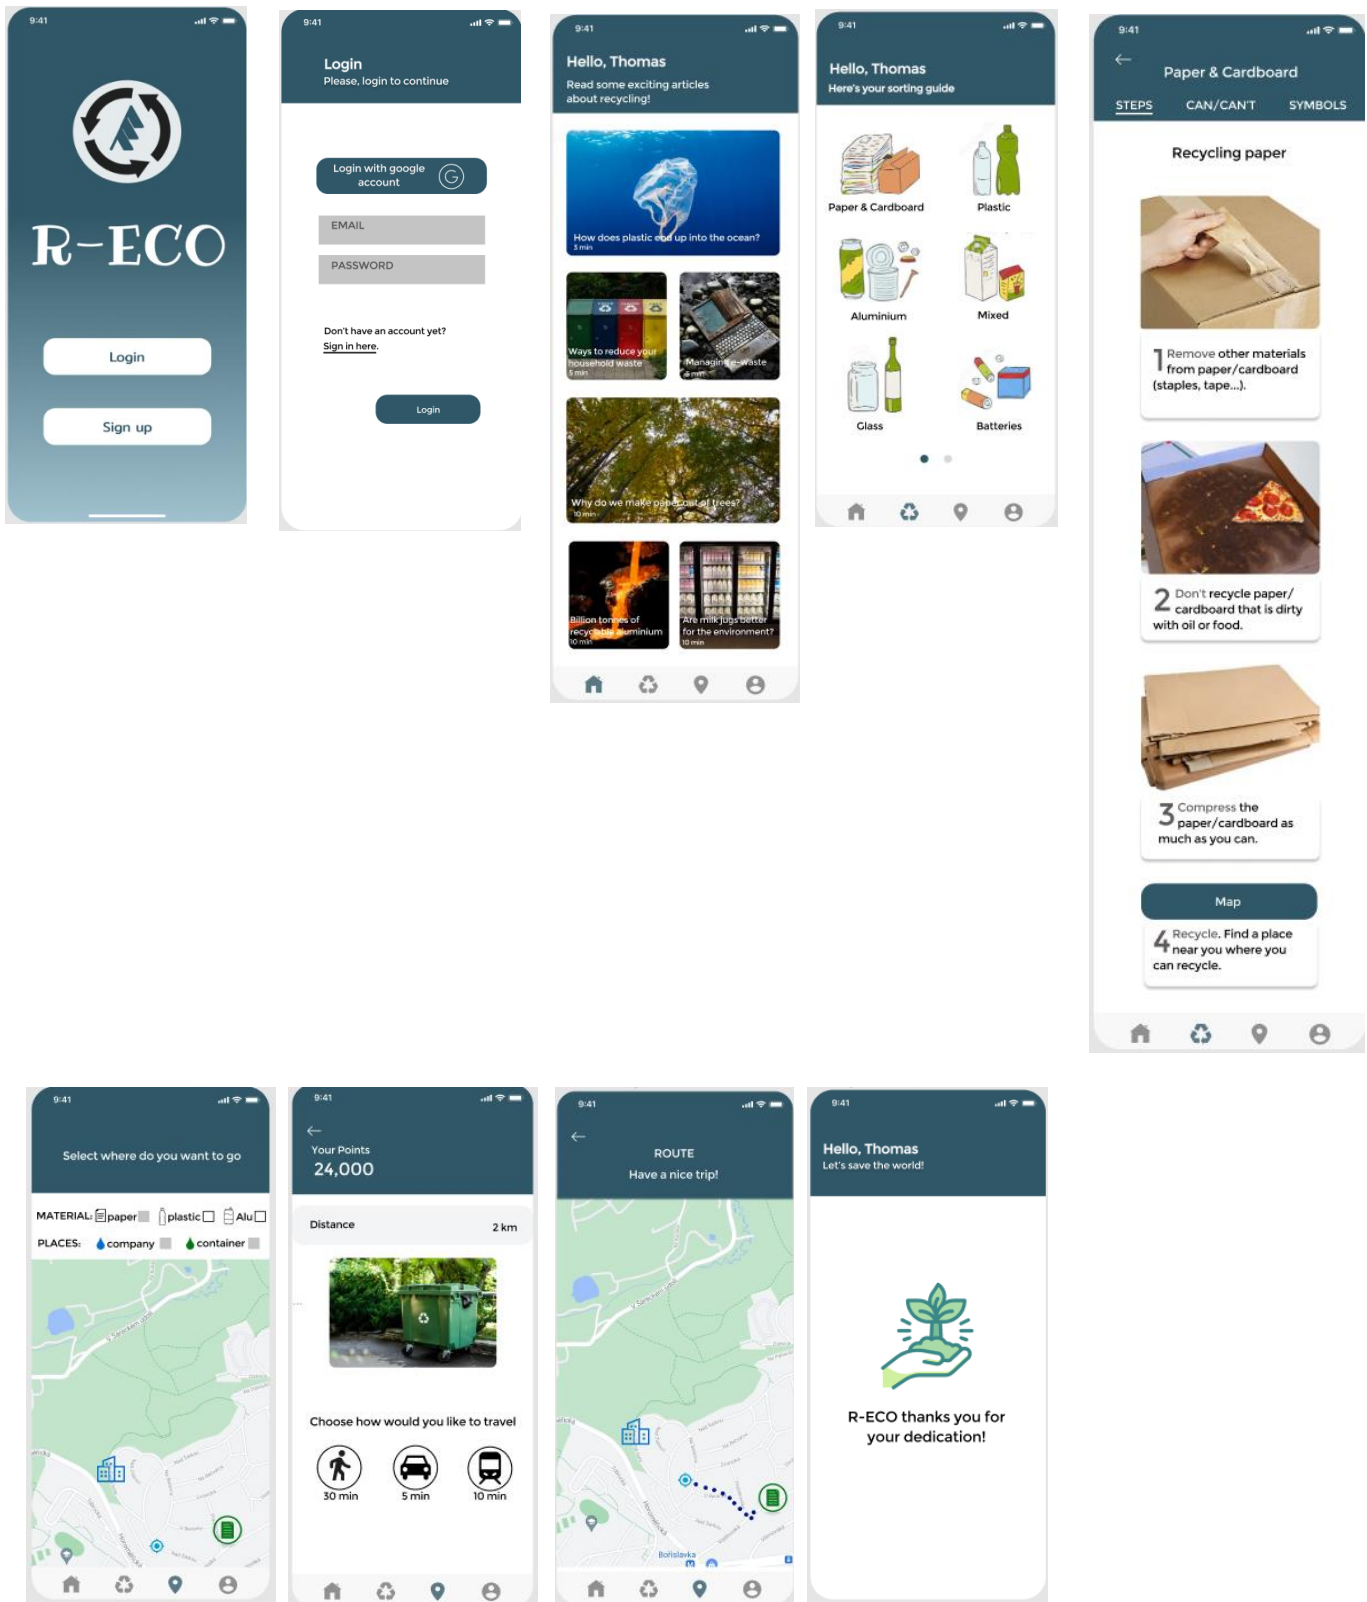 9:41
R-ECO
Login
Sign up
9:41
Login
Please, login to continue
Login with google
account
G
EMAIL
PASSWORD
Don't have an account yet?
Sign in here.
Login
9:41
Hello, Thomas
Read some exciting articles
about recycling!
How does plastic end up into the ocean?
3 min
Ways to reduce your
household waste
5 min
Managing e-waste
5 min
Why do we make paper out of trees?
10 min
Billion tonnes of
recyclable aluminium
10 min
Are milk jugs better
for the environment?
10 min
9:41
Hello, Thomas
Here's your sorting guide
Paper & Cardboard
Plastic
Aluminium
Mixed
Glass
Batteries
9:41
Paper & Cardboard
STEPS CAN/CAN'T SYMBOLS
Recycling paper
1 Remove other materials
from paper/cardboard
(staples, tape...).
2 Don't recycle paper/
cardboard that is dirty
with oil or food.
3 Compress the
paper/cardboard as
much as you can.
Map
4 Recycle. Find a place
near you where you
can recycle.
9:41
Select where do you want to go
MATERIAL: paper plastic Alu
PLACES: company container
V Šáreckém údolí
Horoměřická
9:41
Your Points
24,000
Distance 2 km
...
Choose how would you like to travel
30 min
5 min
10 min
9:41
ROUTE
Have a nice trip!
V Šáreckém údolí
Horoměřická
Bořislavka
M
9:41
Hello, Thomas
Let's save the world!
R-ECO thanks you for
your dedication!